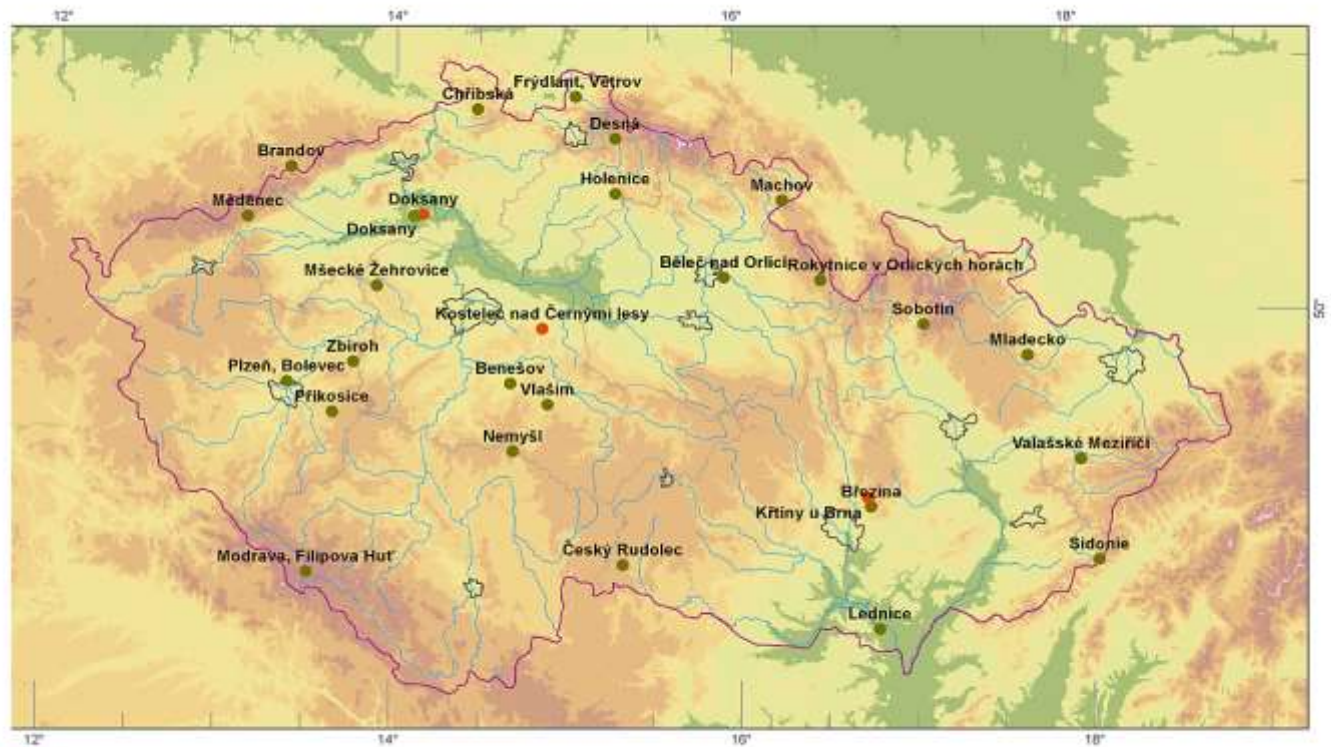 12° 14° 16° 18°
Frýdlant, Větrov
Chřibská
Desná
Brandov
Holenice
Machov
Měděnec
Doksany
Doksany
Běleč nad Orlicí
Rokytnice v Orlických horách
Mšecké Žehrovice
Sobotín
Kostelec nad Černými lesy
50°
Mladecko
Zbiroh
Plzeň, Bolevec
Benešov
Příkosice
Vlašim
Nemyšl
Valašské Meziříčí
Březina
Křtiny u Brna
Modrava, Filipova Huť
Český Rudolec
Sidonie
Lednice
12° 14° 16° 18°